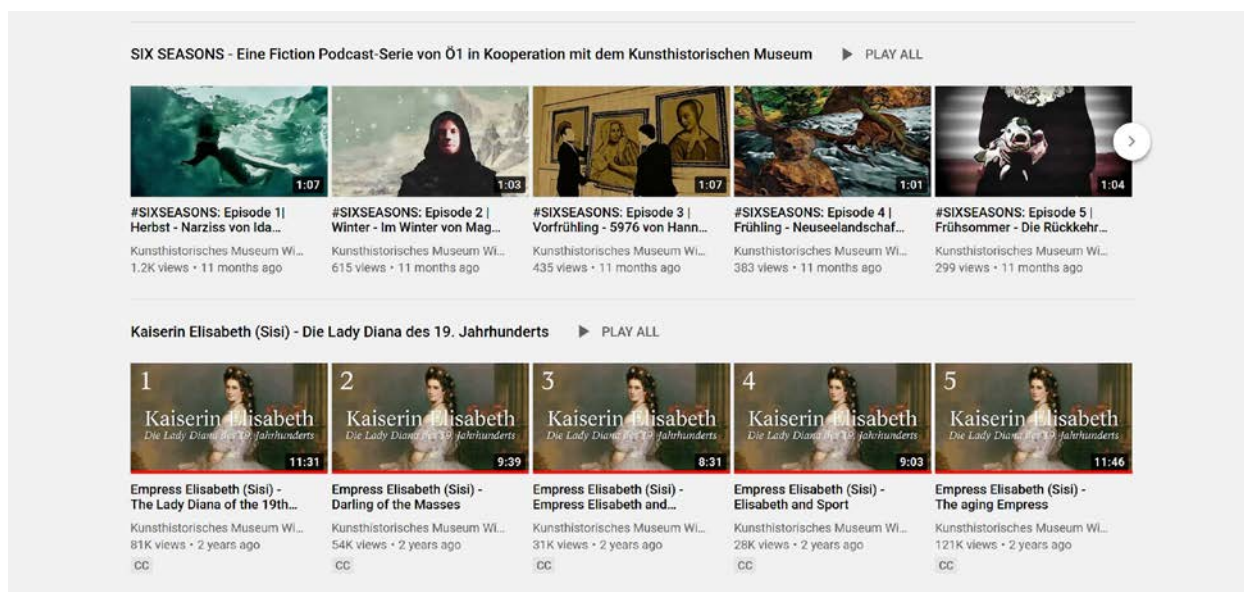 SIX SEASONS - Eine Fiction Podcast-Serie von Ö1 in Kooperation mit dem Kunsthistorischen Museum PLAY ALL
1:07
1:03
1:07
1:01
1:04
#SIXSEASONS: Episode 1|
Herbst - Narziss von Ida...
Kunsthistorisches Museum Wi...
1.2K views • 11 months ago
#SIXSEASONS: Episode 2 |
Winter - Im Winter von Mag...
Kunsthistorisches Museum Wi...
615 views • 11 months ago
#SIXSEASONS: Episode 3 |
Vorfrühling - 5976 von Hann...
Kunsthistorisches Museum Wi...
435 views • 11 months ago
#SIXSEASONS: Episode 4 |
Frühling - Neuseelandschaf...
Kunsthistorisches Museum Wi...
383 views • 11 months ago
#SIXSEASONS: Episode 5 |
Frühsommer - Die Rückkehr...
Kunsthistorisches Museum Wi...
299 views • 11 months ago
Kaiserin Elisabeth (Sisi) - Die Lady Diana des 19. Jahrhunderts PLAY ALL
1
Kaiserin Elisabeth
Die Lady Diana des 19. Jahrhunderts
11:31
Empress Elisabeth (Sisi) -
The Lady Diana of the 19th...
Kunsthistorisches Museum Wi...
81K views • 2 years ago
CC
2
Kaiserin Elisabeth
Die Lady Diana des 19. Jahrhunderts
9:39
Empress Elisabeth (Sisi) -
Darling of the Masses
Kunsthistorisches Museum Wi...
54K views • 2 years ago
CC
3
Kaiserin Elisabeth
Die Lady Diana des 19. Jahrhunderts
8:31
Empress Elisabeth (Sisi) -
Empress Elisabeth and...
Kunsthistorisches Museum Wi...
31K views • 2 years ago
CC
4
Kaiserin Elisabeth
Die Lady Diana des 19. Jahrhunderts
9:03
Empress Elisabeth (Sisi) -
Elisabeth and Sport
Kunsthistorisches Museum Wi...
28K views • 2 years ago
CC
5
Kaiserin Elisabeth
Die Lady Diana des 19. Jahrhunderts
11:46
Empress Elisabeth (Sisi) -
The aging Empress
Kunsthistorisches Museum Wi...
121K views • 2 years ago
CC